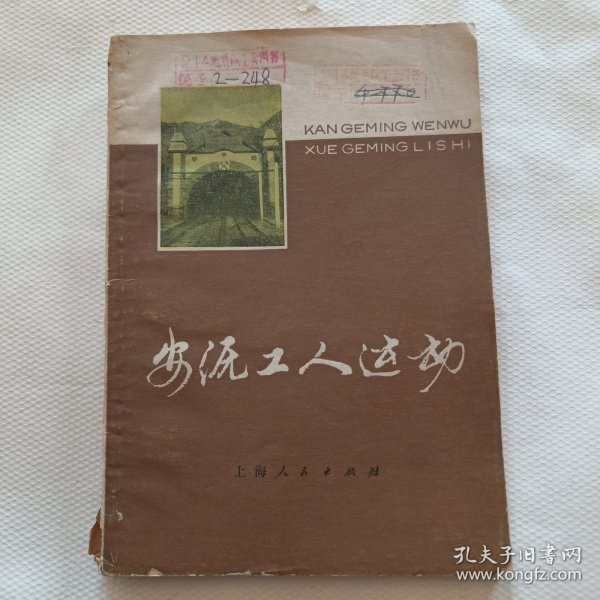 2—248
KAN GEMING WENWU
XUE GEMING LISHI
安源工人运动
上海人民出版社
孔夫子旧书网
www.kongfz.com